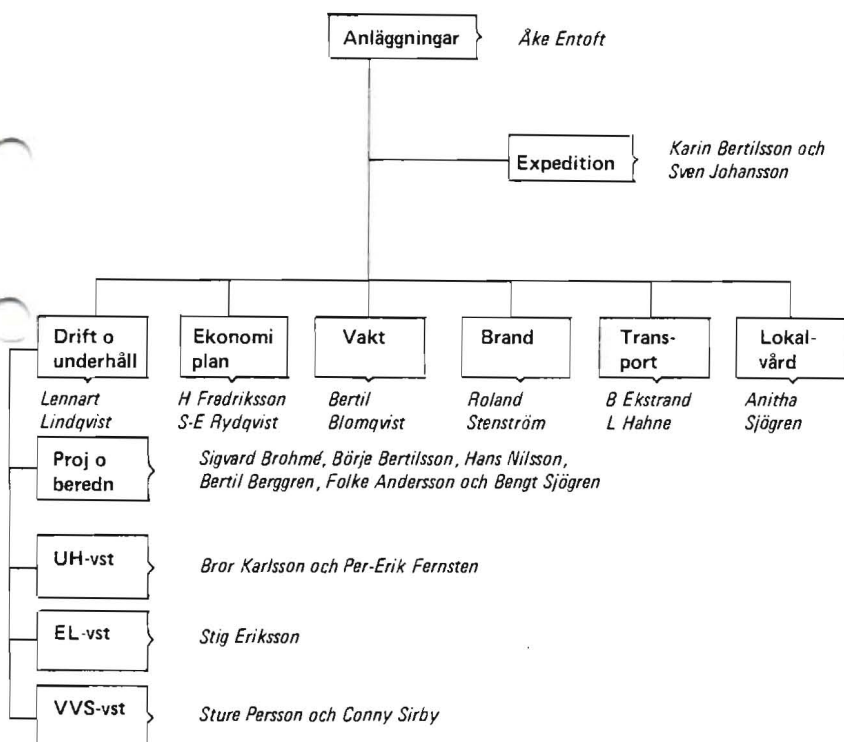 Anläggningar
Åke Entoft
Expedition
Karin Bertilsson och
Sven Johansson
Drift o
underhåll
Lennart
Lindqvist
Ekonomi
plan
H Fredriksson
S-E Rydqvist
Vakt
Bertil
Blomqvist
Brand
Roland
Stenström
Trans-
port
B Ekstrand
L Hahne
Lokal-
vård
Anitha
Sjögren
Proj o
beredn
Sigvard Brohmé, Börje Bertilsson, Hans Nilsson,
Bertil Berggren, Folke Andersson och Bengt Sjögren
UH-vst
Bror Karlsson och Per-Erik Fernsten
EL-vst
Stig Eriksson
VVS-vst
Sture Persson och Conny Sirby